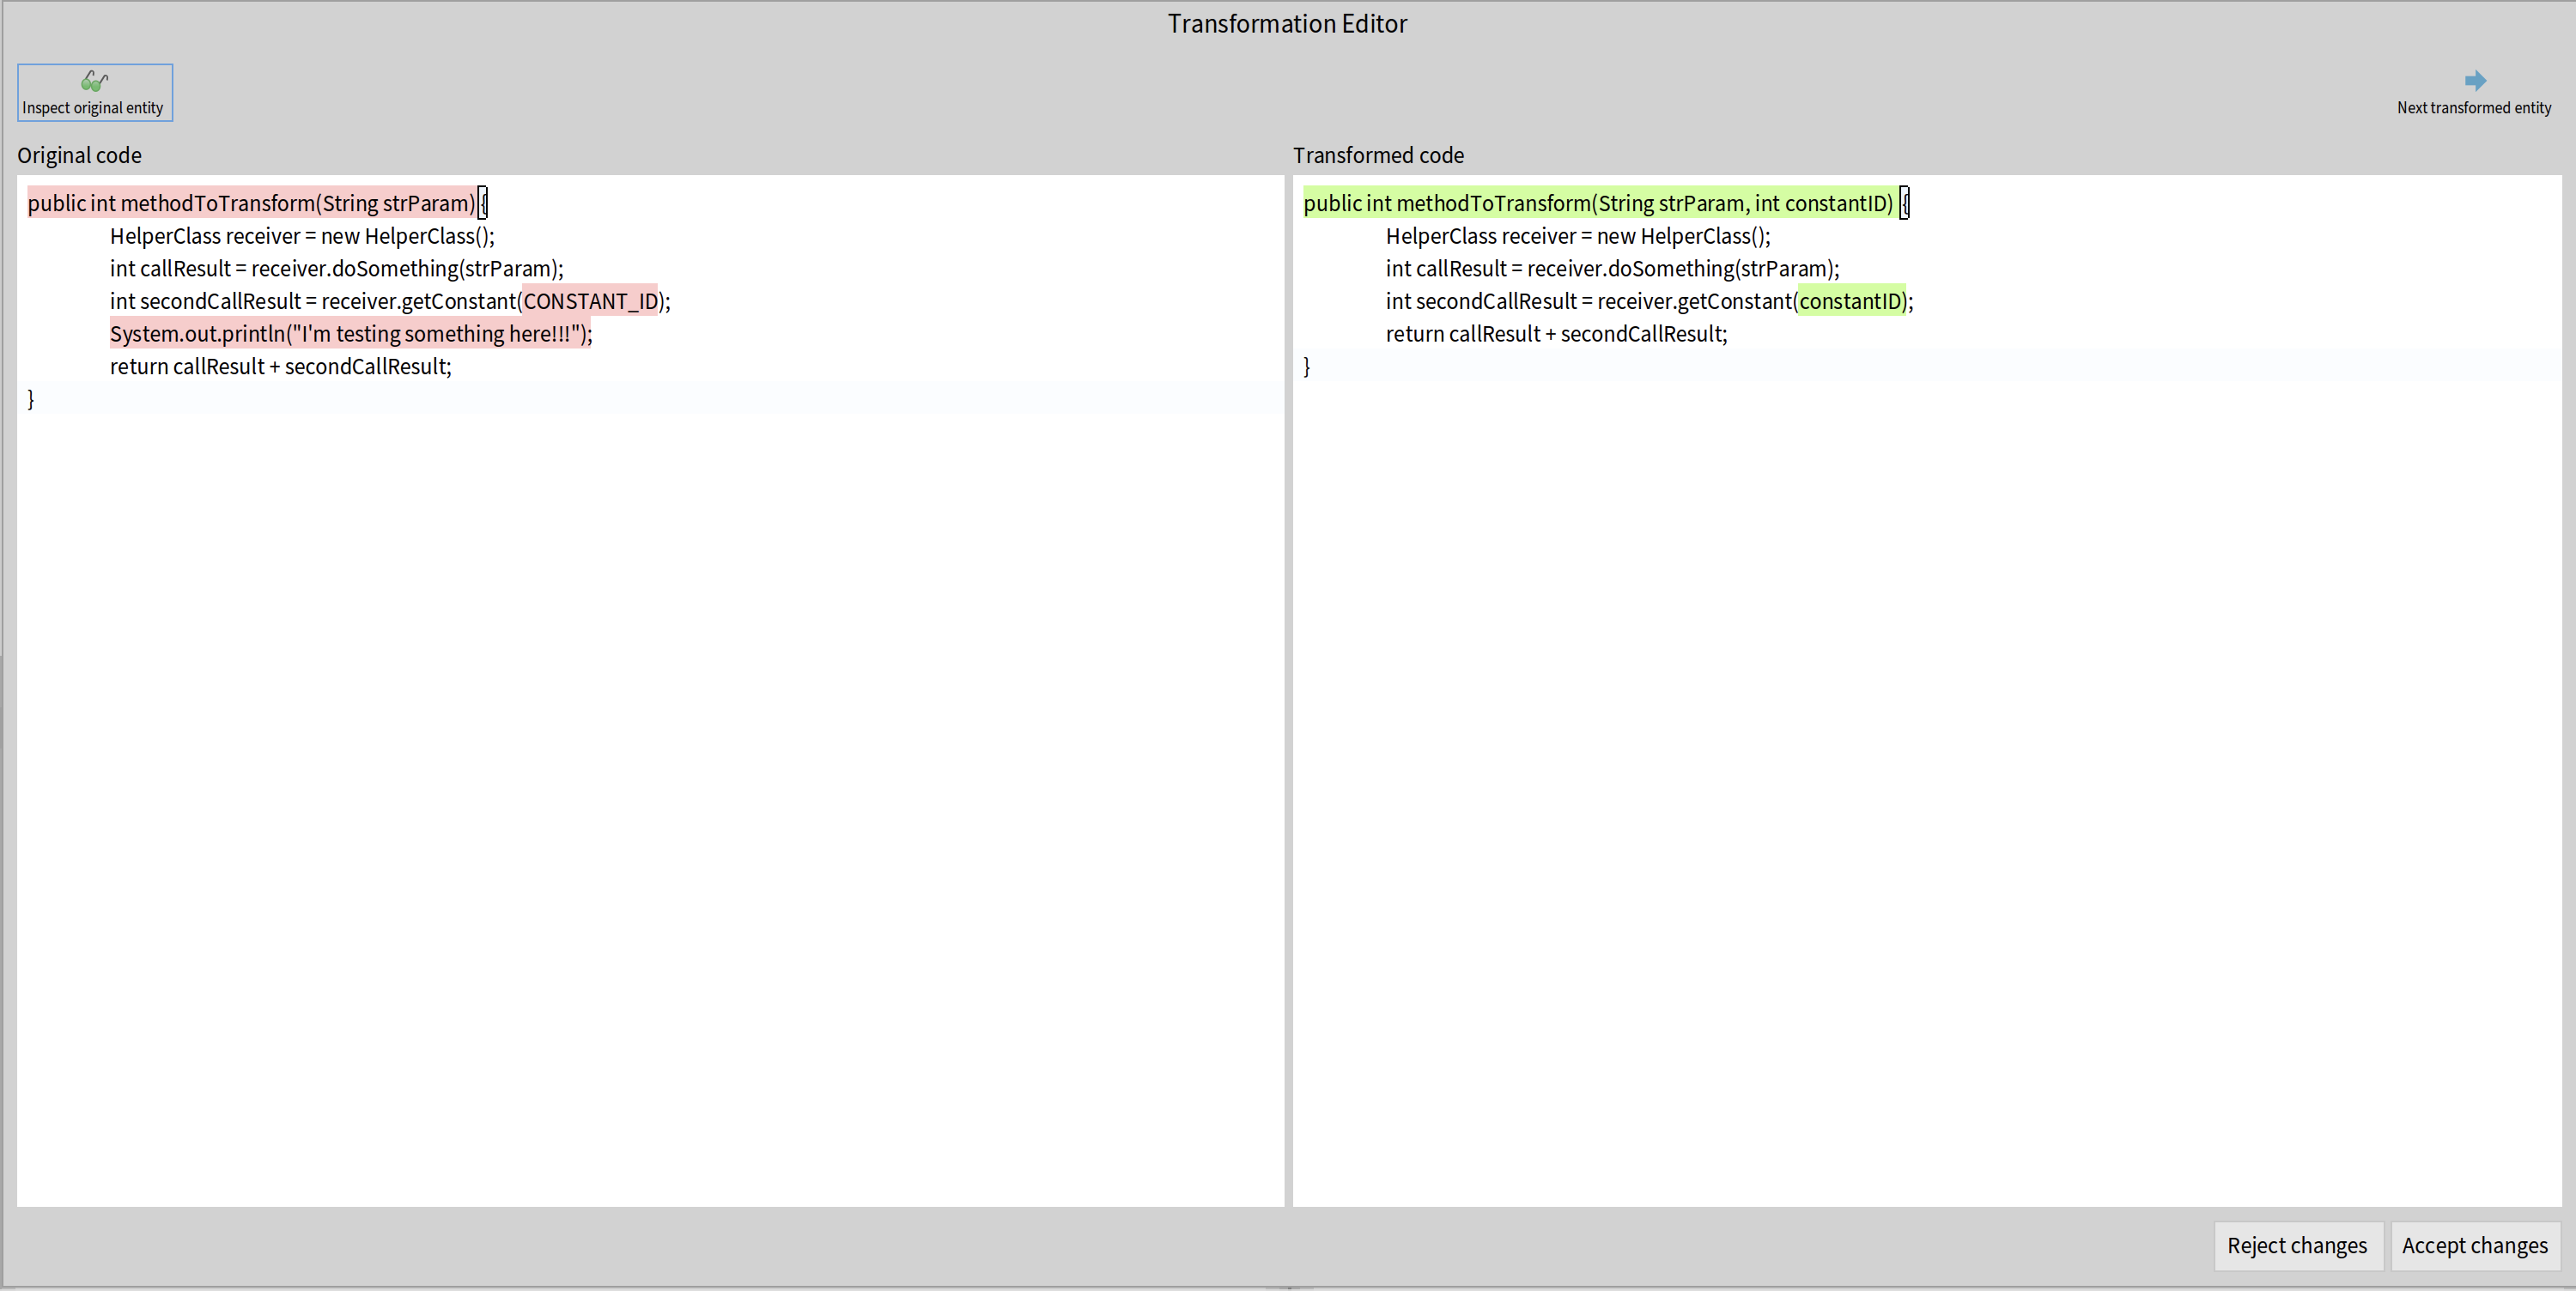 Transformation Editor
Inspect original entity
Next transformed entity
Original code
Transformed code
public int methodToTransform(String strParam) {
HelperClass receiver = new HelperClass();
int callResult = receiver.doSomething(strParam);
int secondCallResult = receiver.getConstant(CONSTANT_ID);
System.out.println("I'm testing something here!!!");
return callResult + secondCallResult;
}
public int methodToTransform(String strParam, int constantID) {
HelperClass receiver = new HelperClass();
int callResult = receiver.doSomething(strParam);
int secondCallResult = receiver.getConstant(constantID);
return callResult + secondCallResult;
}
Reject changes
Accept changes